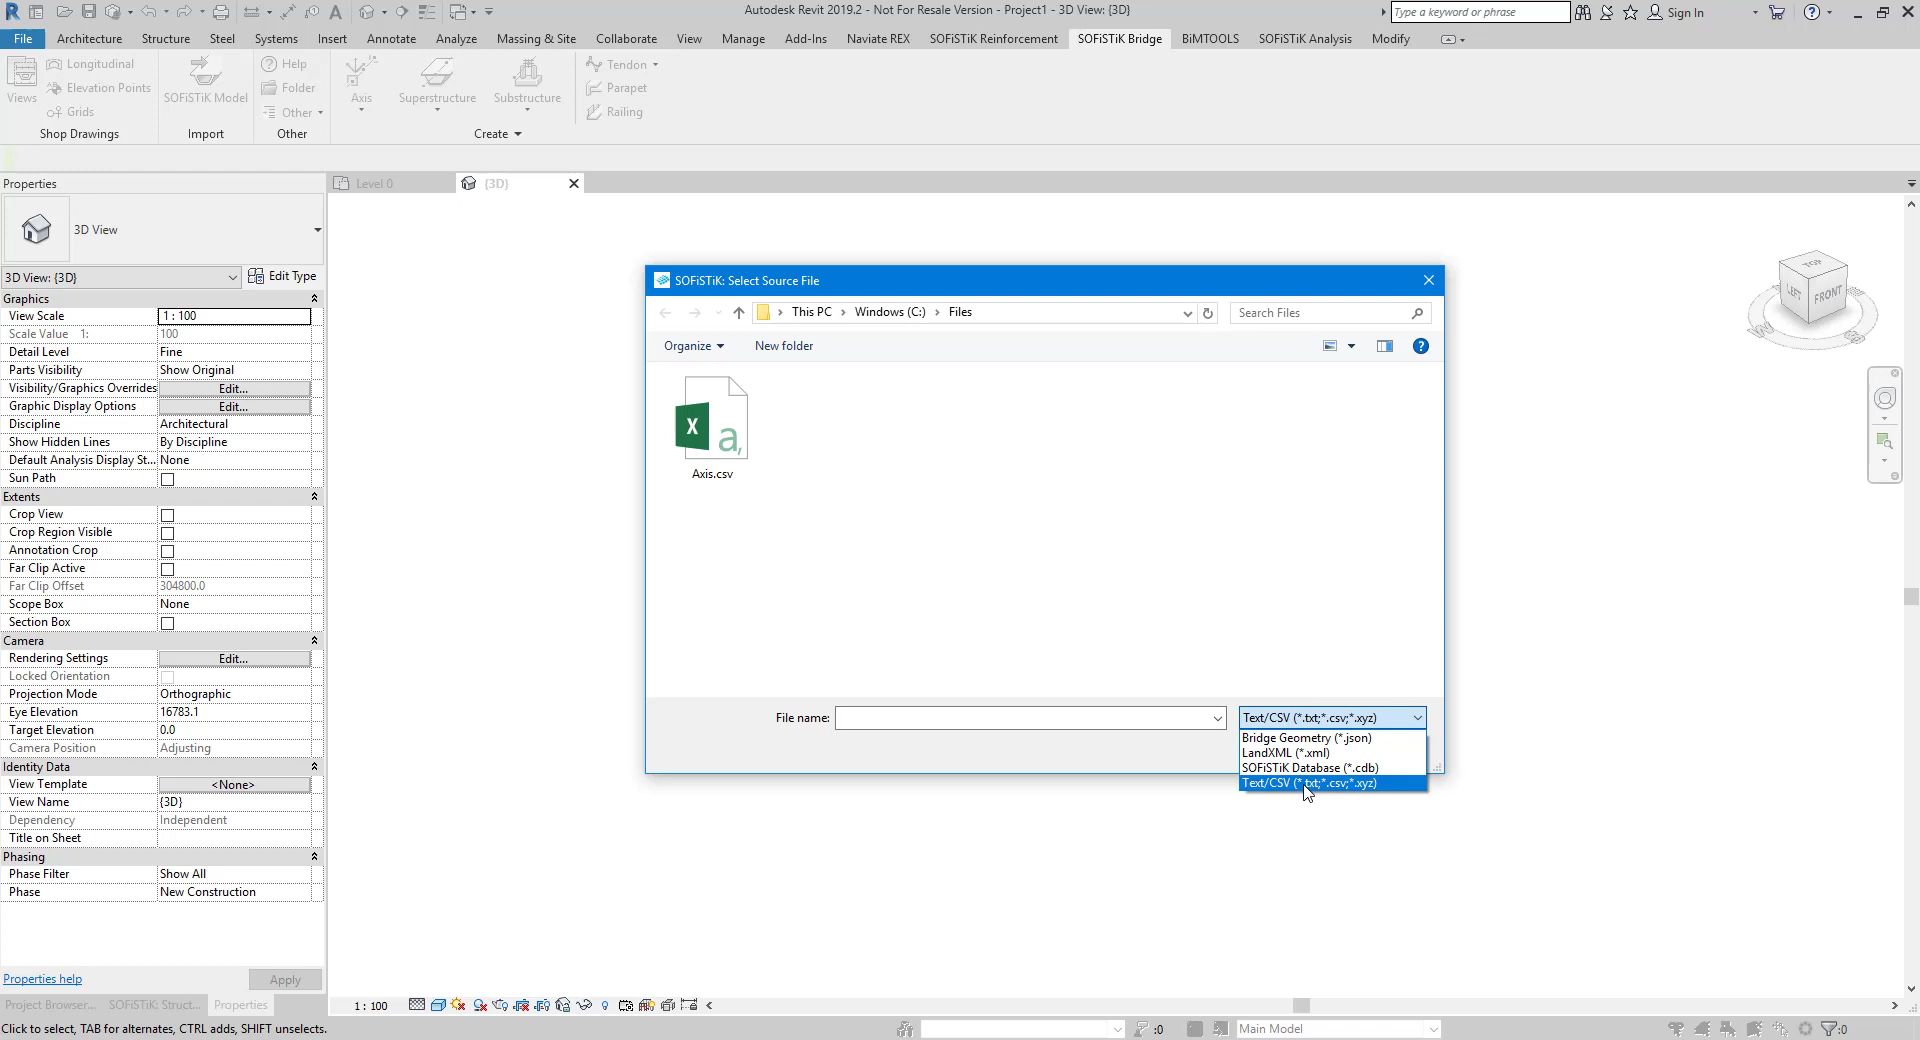 Autodesk Revit 2019.2 - Not For Resale Version - Project1 - 3D View: {3D}
Type a keyword or phrase
Sign In
File Architecture Structure Steel Systems Insert Annotate Analyze Massing & Site Collaborate View Manage Add-Ins Naviate REX SOFiSTiK Reinforcement SOFiSTiK Bridge BiMTOOLS SOFiSTiK Analysis Modify
Views
Longitudinal
Elevation Points
Grids
Shop Drawings
SOFiSTiK Model
Import
Help
Folder
Other
Other
Axis
Superstructure
Substructure
Tendon
Parapet
Railing
Create
Properties
3D View
3D View: {3D}
Edit Type
Graphics
View Scale 1 : 100
Scale Value 1: 100
Detail Level Fine
Parts Visibility Show Original
Visibility/Graphics Overrides Edit...
Graphic Display Options Edit...
Discipline Architectural
Show Hidden Lines By Discipline
Default Analysis Display St... None
Sun Path
Extents
Crop View
Crop Region Visible
Annotation Crop
Far Clip Active
Far Clip Offset 304800.0
Scope Box None
Section Box
Camera
Rendering Settings Edit...
Locked Orientation
Projection Mode Orthographic
Eye Elevation 16783.1
Target Elevation 0.0
Camera Position Adjusting
Identity Data
View Template <None>
View Name {3D}
Dependency Independent
Title on Sheet
Phasing
Phase Filter Show All
Phase New Construction
Properties help
Apply
Project Browser... SOFiSTiK: Struct... Properties
Level 0
{3D}
TOP
LEFT
FRONT
SOFiSTiK: Select Source File
This PC > Windows (C:) > Files
Search Files
Organize
New folder
X a,
Axis.csv
File name:
Text/CSV (*.txt;*.csv;*.xyz)
Bridge Geometry (*.json)
LandXML (*.xml)
SOFiSTiK Database (*.cdb)
Text/CSV (*.txt;*.csv;*.xyz)
1 : 100
Click to select, TAB for alternates, CTRL adds, SHIFT unselects.
:0
Main Model
:0